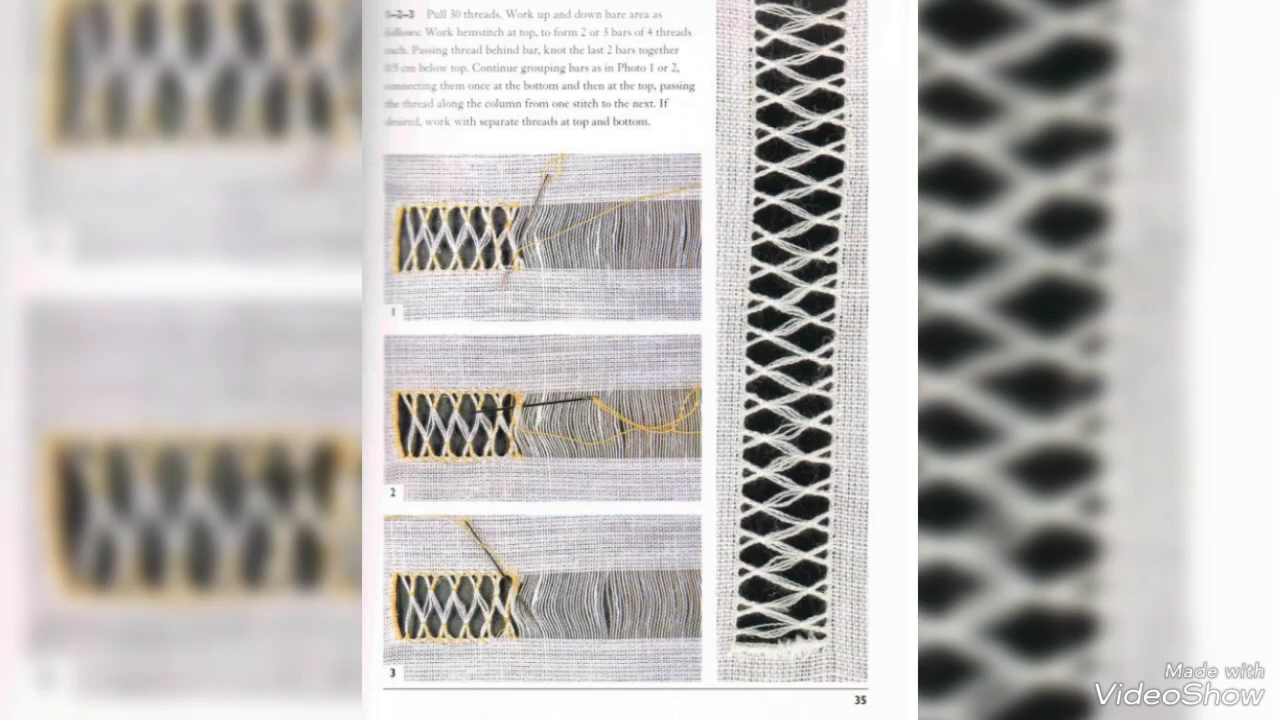 1-2-3 Pull 30 threads. Work up and down bare area as
follows: Work hemstitch at top, to form 2 or 3 bars of 4 threads
each. Passing thread behind bar, knot the last 2 bars together
0.5 cm below top. Continue grouping bars as in Photo 1 or 2,
connecting them once at the bottom and then at the top, passing
the thread along the column from one stitch to the next. If
desired, work with separate threads at top and bottom.
1
2
3
35
Made with
VideoShow